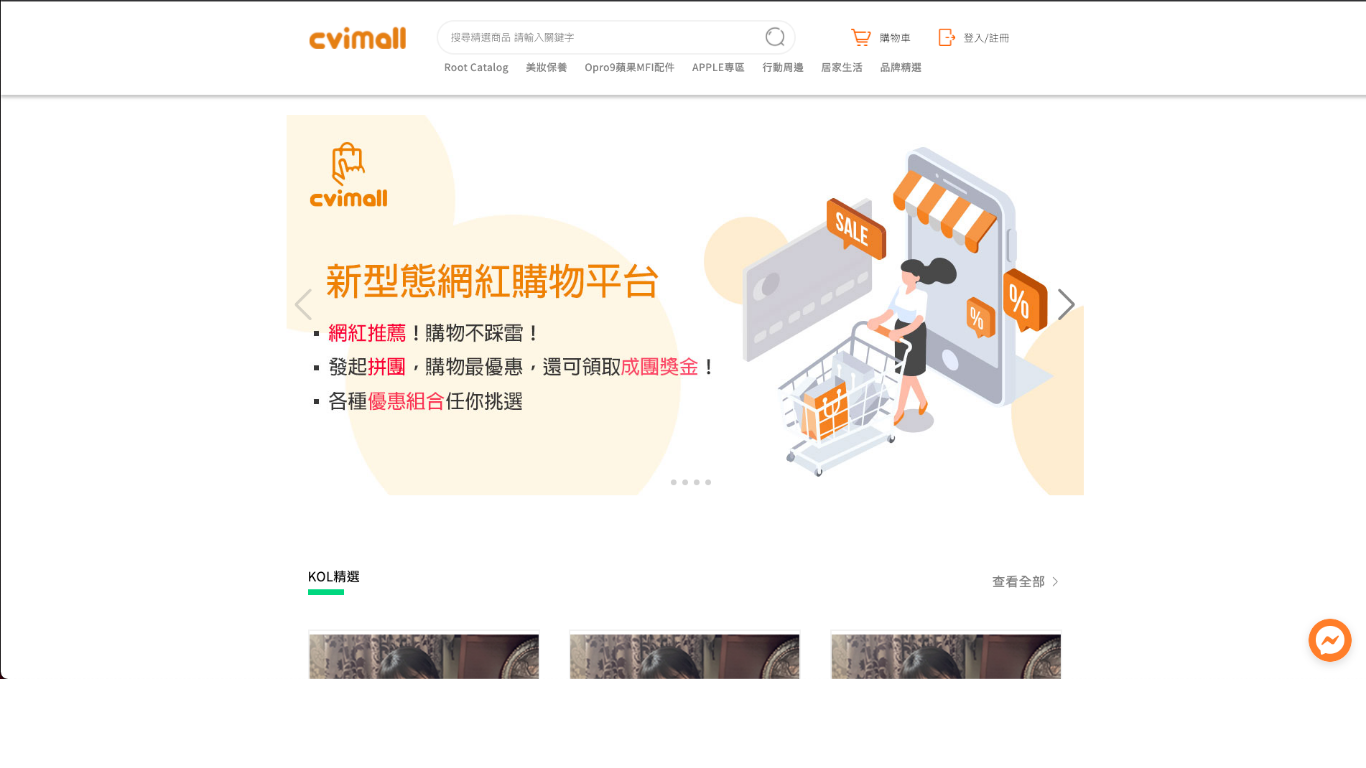 cvimall
搜尋精選商品 請輸入關鍵字
購物車
登入/註冊
Root Catalog 美妝保養 Opro9蘋果MFI配件 APPLE專區 行動周邊 居家生活 品牌精選
cvimall
SALE
%
%
新型態網紅購物平台
▪ 網紅推薦！購物不踩雷！
▪ 發起拼團，購物最優惠，還可領取成團獎金！
▪ 各種優惠組合任你挑選
KOL精選
查看全部 >